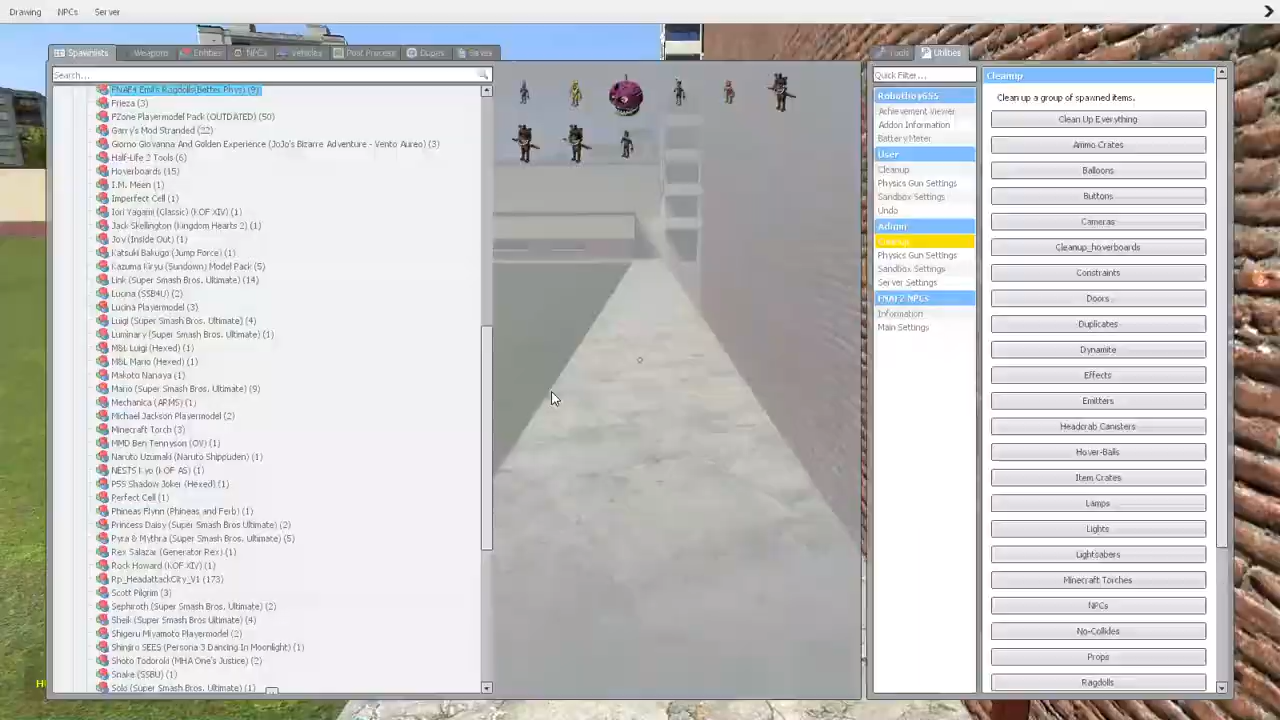 Drawing NPCs Server
Spawnlists Weapons Entities NPCs Vehicles Post Process Dupes Saves
Search...
FNAF4 Emil's Ragdolls(Better Phys) (9)
Frieza (3)
PZone Playermodel Pack (OUTDATED) (50)
Garry's Mod Stranded (22)
Giorno Giovanna And Golden Experience (JoJo's Bizarre Adventure - Vento Aureo) (3)
Half-Life 2 Tools (6)
Hoverboards (15)
I.M. Meen (1)
Imperfect Cell (1)
Iori Yagami (Classic) (KOF XIV) (1)
Jack Skellington (Kingdom Hearts 2) (1)
Joy (Inside Out) (1)
Katsuki Bakugo (Jump Force) (1)
Kazuma Kiryu (Sundown) Model Pack (5)
Link (Super Smash Bros. Ultimate) (14)
Lucina (SSB4U) (2)
Lucina Playermodel (3)
Luigi (Super Smash Bros. Ultimate) (4)
Luminary (Super Smash Bros. Ultimate) (1)
M&L Luigi (Hexed) (1)
M&L Mario (Hexed) (1)
Makoto Nanaya (1)
Mario (Super Smash Bros. Ultimate) (9)
Mechanica (ARMS) (1)
Michael Jackson Playermodel (2)
Minecraft Torch (3)
MMD Ben Tennyson (OV) (1)
Naruto Uzumaki (Naruto Shippuden) (1)
NESTS Kyo (KOF AS) (1)
P5S Shadow Joker (Hexed) (1)
Perfect Cell (1)
Phineas Flynn (Phineas and Ferb) (1)
Princess Daisy (Super Smash Bros Ultimate) (2)
Pyra & Mythra (Super Smash Bros. Ultimate) (5)
Rex Salazar (Generator Rex) (1)
Rock Howard (KOF XIV) (1)
Rp_HeadattackCity_V1 (173)
Scott Pilgrim (3)
Sephiroth (Super Smash Bros. Ultimate) (2)
Sheik (Super Smash Bros. Ultimate) (4)
Shigeru Miyamoto Playermodel (2)
Shinjiro SEES (Persona 3 Dancing In Moonlight) (1)
Shoto Todoroki (MHA One's Justice) (2)
Snake (SSBU) (1)
Solo (Super Smash Bros. Ultimate) (1)
Tools Utilities
Quick Filter...
Robotboy655
Achievement Viewer
Addon Information
Battery Meter
User
Cleanup
Physics Gun Settings
Sandbox Settings
Undo
Admin
Cleanup
Physics Gun Settings
Sandbox Settings
Server Settings
FNAF2 NPCs
Information
Main Settings
Cleanup
Clean up a group of spawned items.
Clean Up Everything
Ammo Crates
Balloons
Buttons
Cameras
Cleanup_hoverboards
Constraints
Doors
Duplicates
Dynamite
Effects
Emitters
Headcrab Canisters
Hover-Balls
Item Crates
Lamps
Lights
Lightsabers
Minecraft Torches
NPCs
No-Collides
Props
Ragdolls